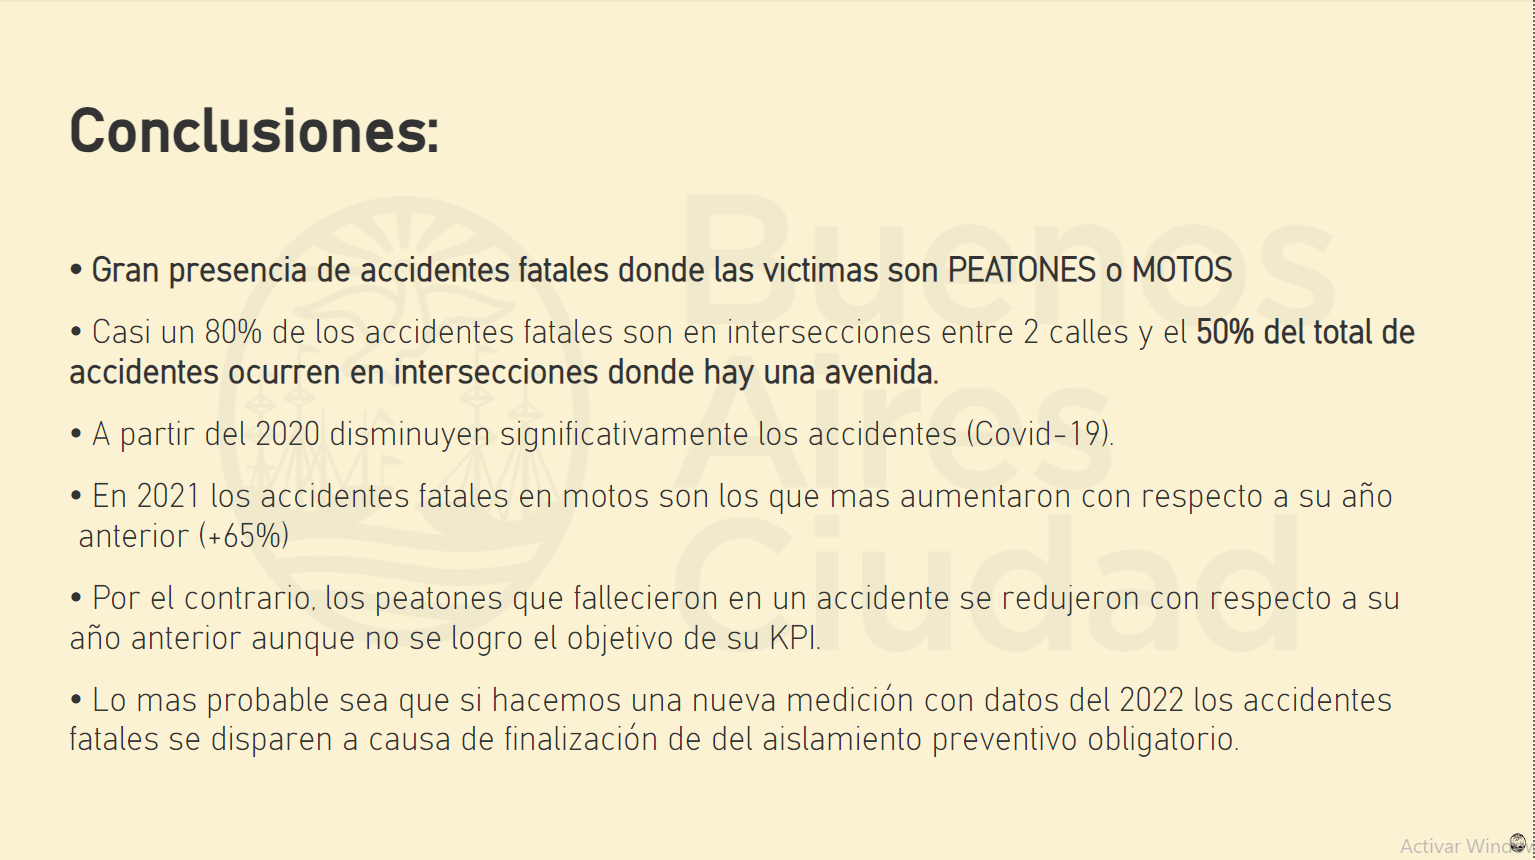 Conclusiones:
• Gran presencia de accidentes fatales donde las victimas son PEATONES o MOTOS
• Casi un 80% de los accidentes fatales son en intersecciones entre 2 calles y el 50% del total de
accidentes ocurren en intersecciones donde hay una avenida.
• A partir del 2020 disminuyen significativamente los accidentes (Covid-19).
• En 2021 los accidentes fatales en motos son los que mas aumentaron con respecto a su año
anterior (+65%)
• Por el contrario, los peatones que fallecieron en un accidente se redujeron con respecto a su
año anterior aunque no se logro el objetivo de su KPI.
• Lo mas probable sea que si hacemos una nueva medición con datos del 2022 los accidentes
fatales se disparen a causa de finalización de del aislamiento preventivo obligatorio.
Buenos
Aires
Ciudad
Activar